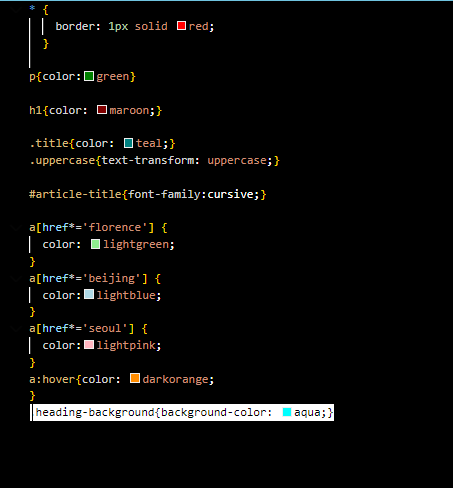 * {
border: 1px solid red;
}
p{color:green}
h1{color: maroon;}
.title{color: teal;}
.uppercase{text-transform: uppercase;}
#article-title{font-family:cursive;}
a[href*='florence'] {
color: lightgreen;
}
a[href*='beijing'] {
color:lightblue;
}
a[href*='seoul'] {
color:lightpink;
}
a:hover{color: darkorange;
}
heading-background{background-color: aqua;}